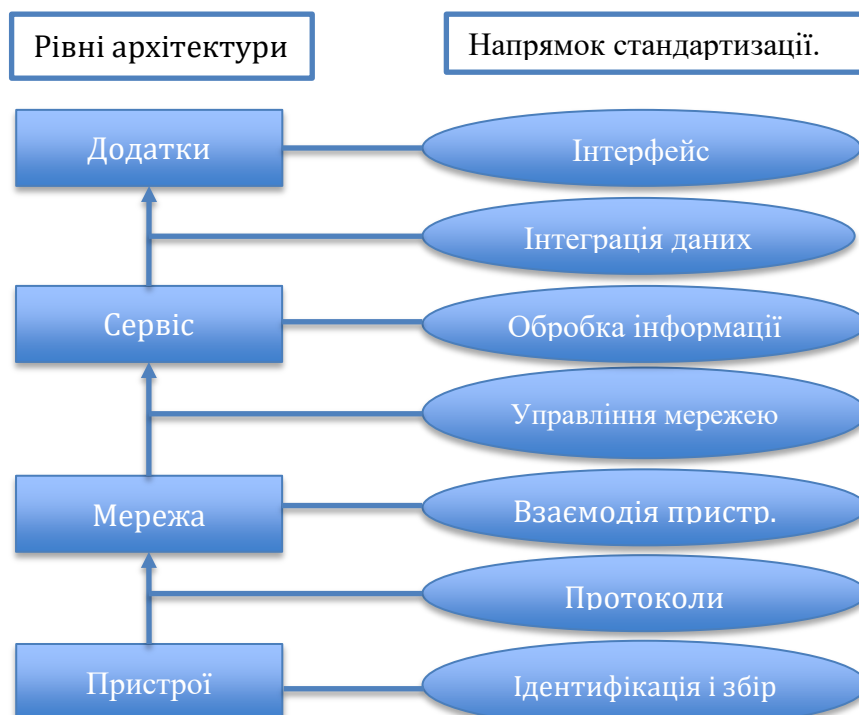 Рівні архітектури
Напрямок стандартизації.
Додатки
Інтерфейс
Інтеграція даних
Сервіс
Обробка інформації
Управління мережею
Мережа
Взаємодія пристр.
Протоколи
Пристрої
Ідентифікація і збір